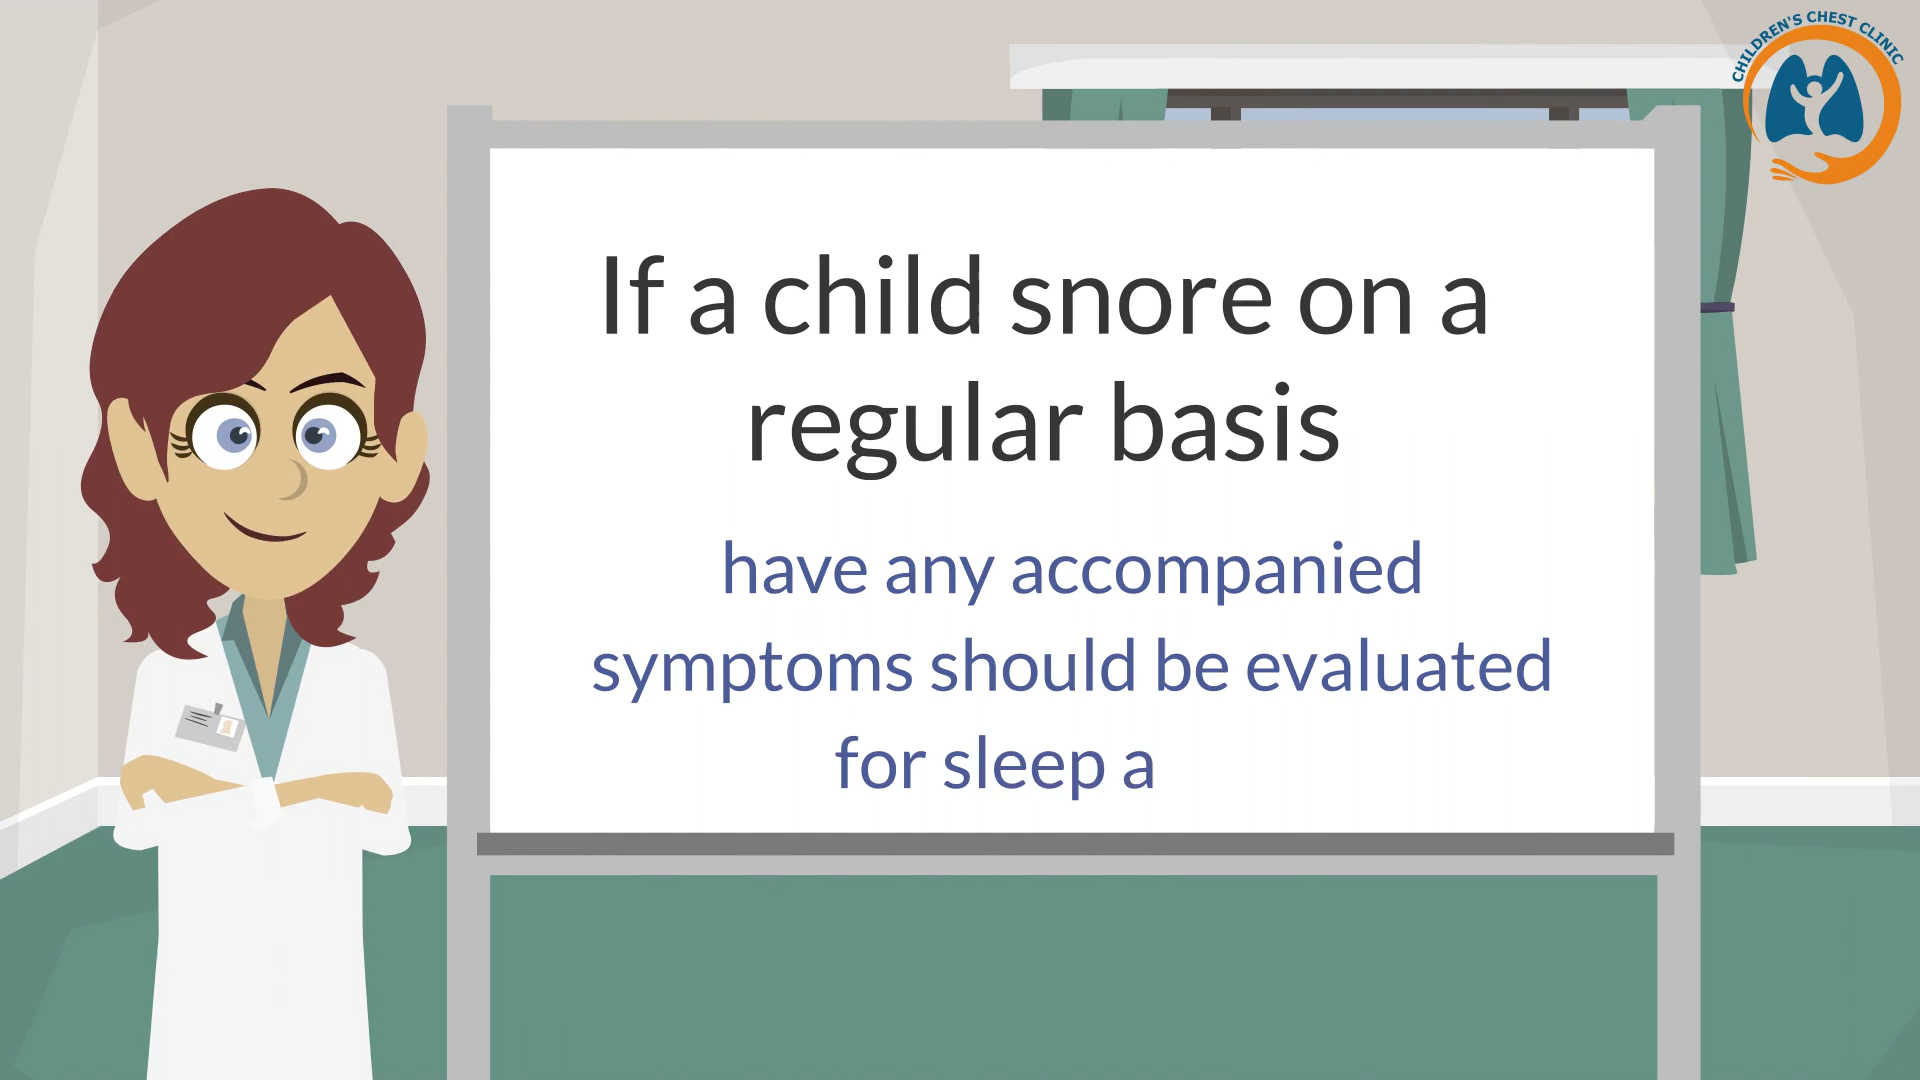 CHILDREN'S CHEST CLINIC
If a child snore on a
regular basis
have any accompanied
symptoms should be evaluated
for sleep a